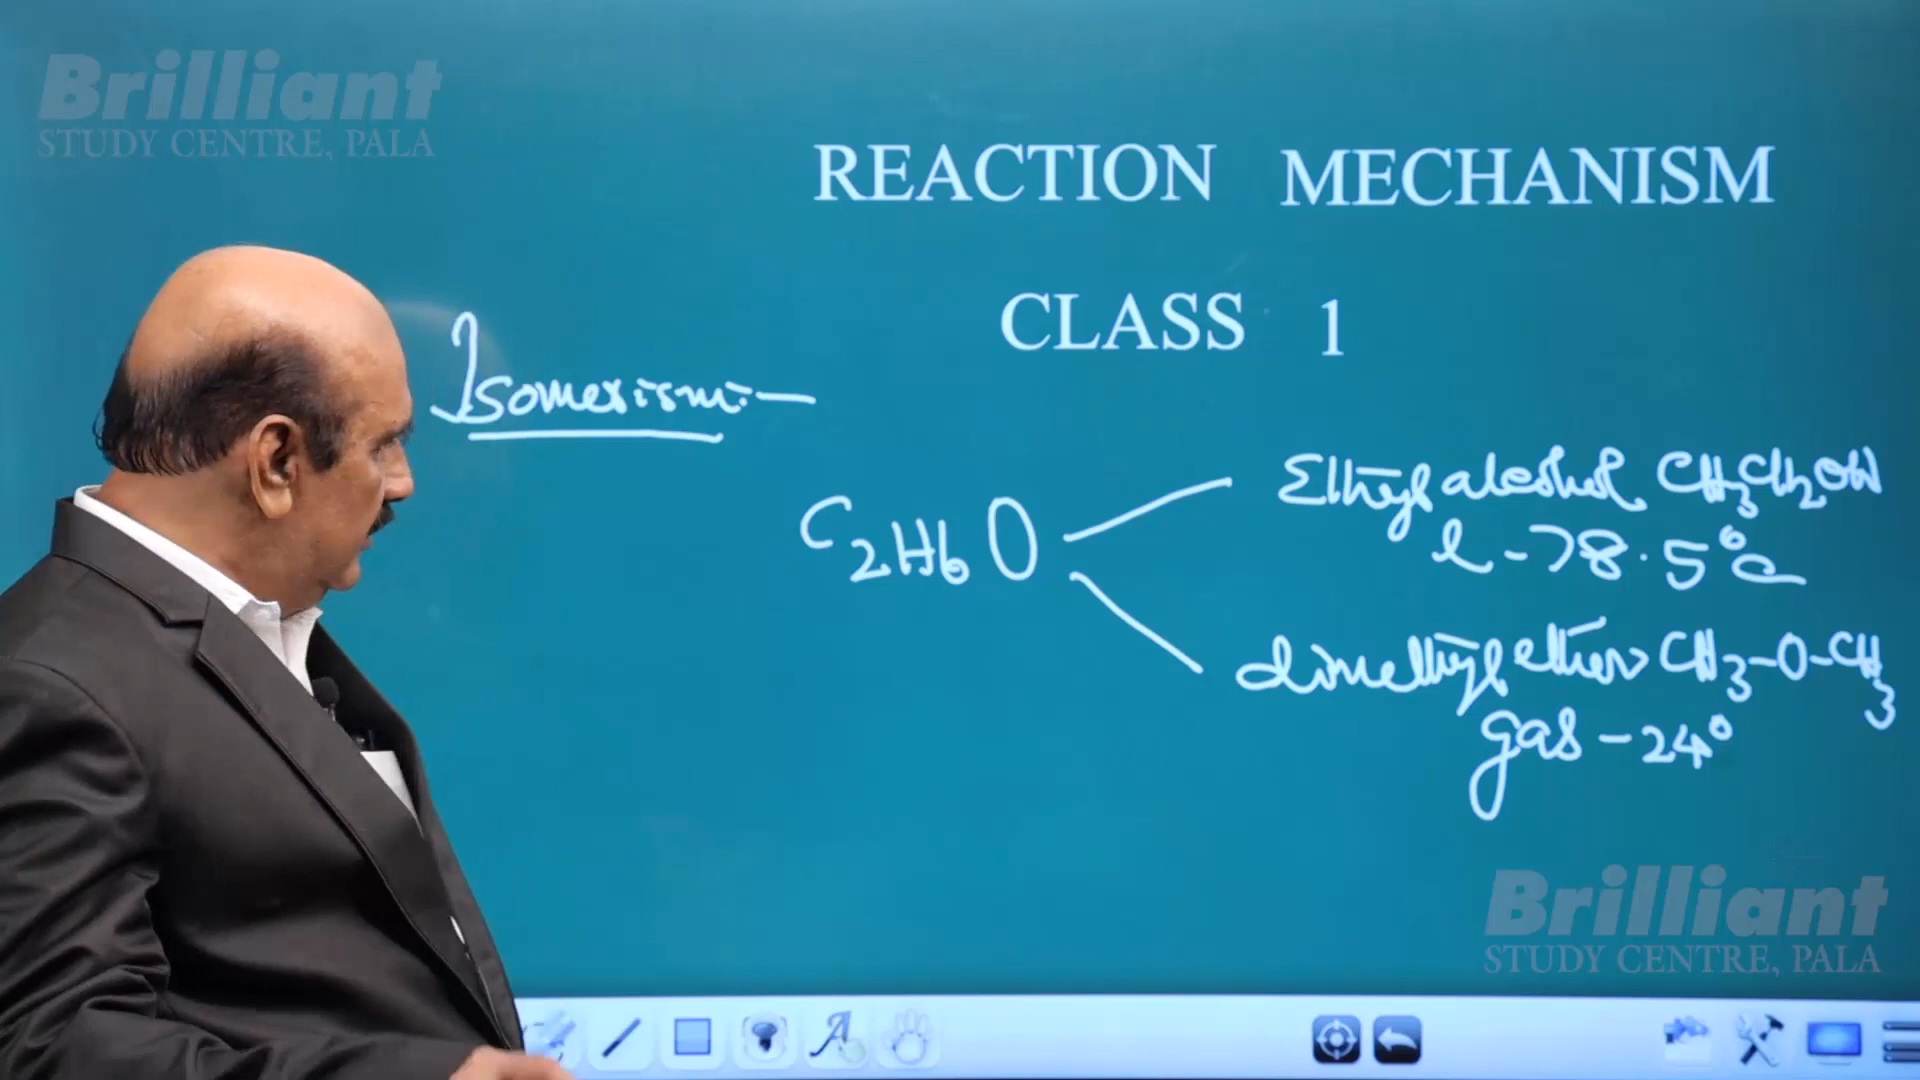 Brilliant
STUDY CENTRE, PALA
REACTION MECHANISM
CLASS 1
Isomerism:-
C2H6O
Ethyl alcohol CH3CH2OH
l - 78.5°C
dimethyl ether CH3-O-CH3
gas - 24°
Brilliant
STUDY CENTRE, PALA